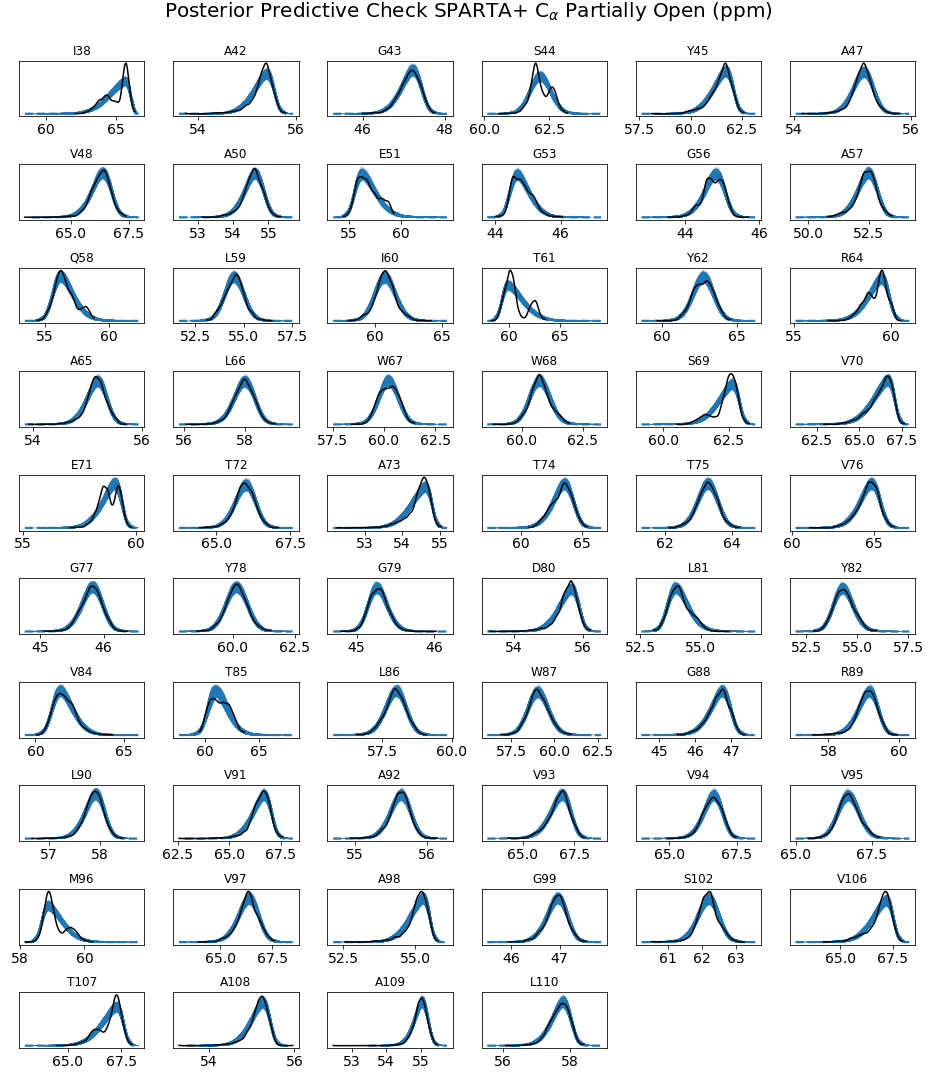 Posterior Predictive Check SPARTA+ Cα Partially Open (ppm)
I38 A42 G43 S44 Y45 A47
60 65 54 56 46 48 60.0 62.5 57.5 60.0 62.5 54 56
V48 A50 E51 G53 G56 A57
65.0 67.5 53 54 55 55 60 44 46 44 46 50.0 52.5
Q58 L59 I60 T61 Y62 R64
55 60 52.5 55.0 57.5 60 65 60 65 60 65 55 60
A65 L66 W67 W68 S69 V70
54 56 56 58 57.5 60.0 62.5 60.0 62.5 60.0 62.5 62.5 65.0 67.5
E71 T72 A73 T74 T75 V76
55 60 65.0 67.5 53 54 55 60 65 62 64 60 65
G77 Y78 G79 D80 L81 Y82
45 46 60.0 62.5 45 46 54 56 52.5 55.0 52.5 55.0 57.5
V84 T85 L86 W87 G88 R89
60 65 60 65 57.5 60.0 57.5 60.0 62.5 45 46 47 58 60
L90 V91 A92 V93 V94 V95
57 58 62.5 65.0 67.5 55 56 65.0 67.5 65.0 67.5 65.0 67.5
M96 V97 A98 G99 S102 V106
58 60 65.0 67.5 52.5 55.0 46 47 61 62 63 65.0 67.5
T107 A108 A109 L110
65.0 67.5 54 56 53 54 55 56 58